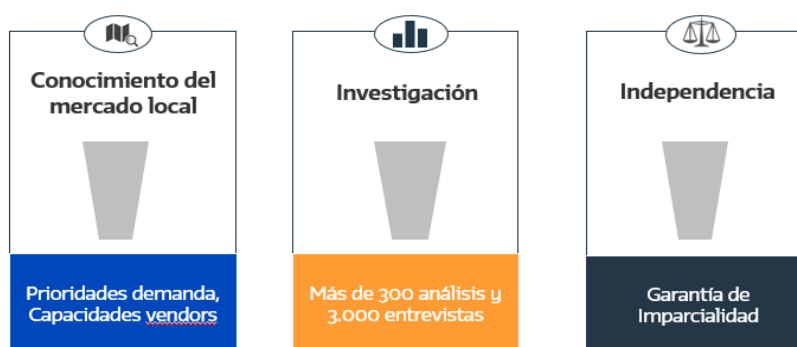 Conocimiento del
mercado local
Prioridades demanda,
Capacidades vendors
Investigación
Más de 300 análisis y
3.000 entrevistas
Independencia
Garantía de
Imparcialidad